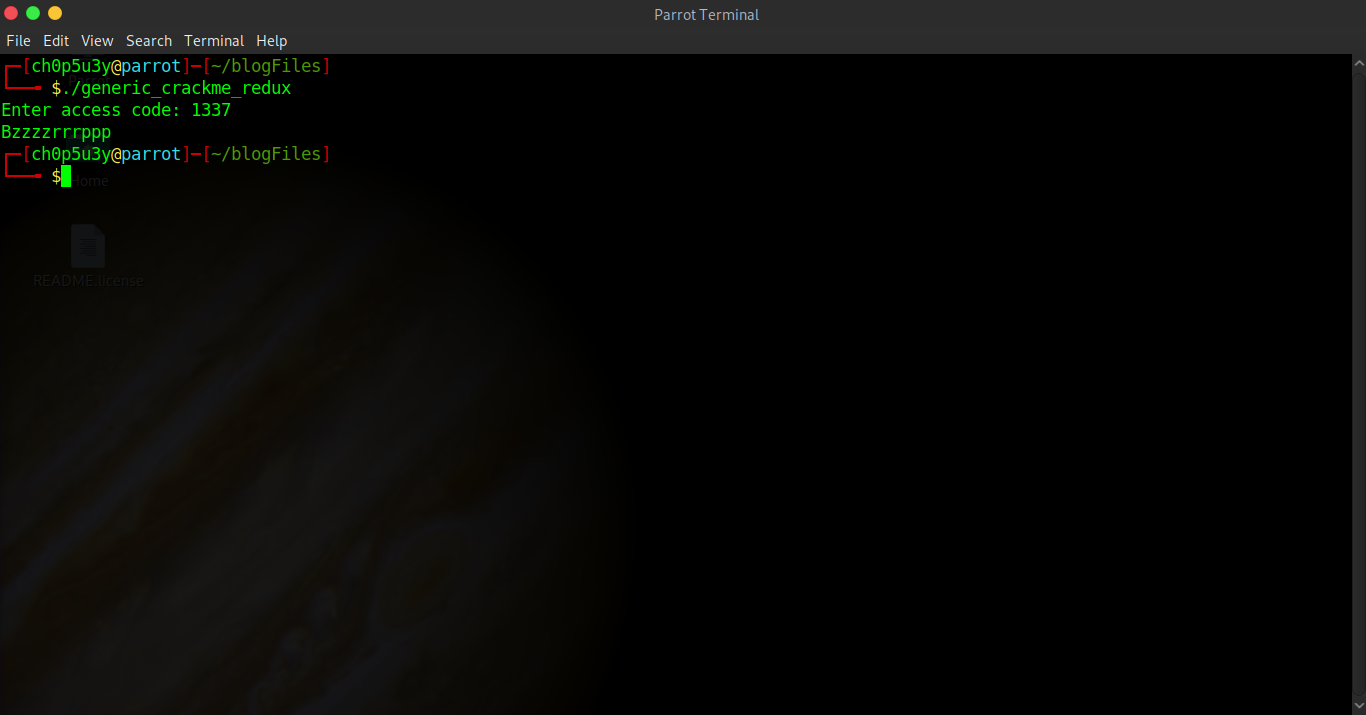 Parrot Terminal
File Edit View Search Terminal Help
┌─[ch0p5u3y@parrot]─[~/blogFiles]
└──╼ $./generic_crackme_redux
Enter access code: 1337
Bzzzzrrrppp
┌─[ch0p5u3y@parrot]─[~/blogFiles]
└──╼ $
Home
README.license